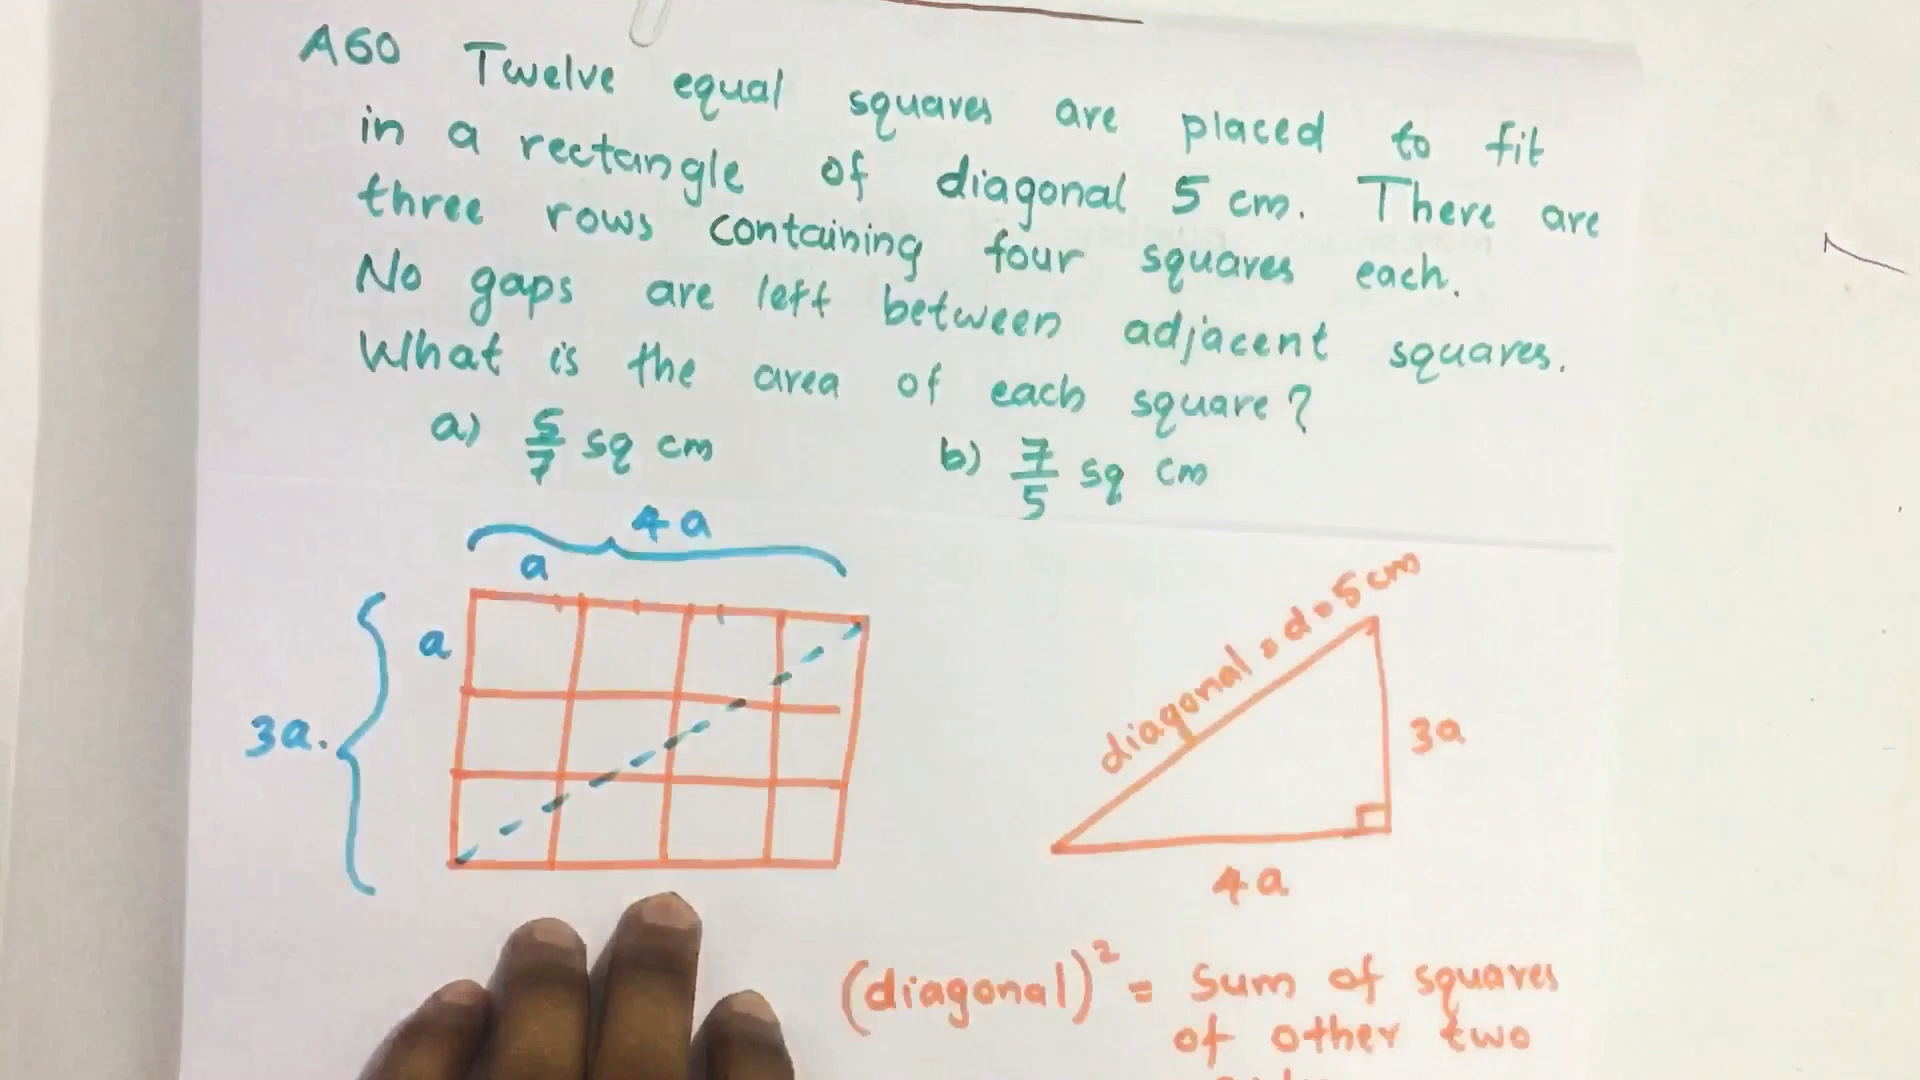 A60 Twelve equal squares are placed to fit
in a rectangle of diagonal 5 cm. There are
three rows containing four squares each.
No gaps are left between adjacent squares.
What is the area of each square?
a) 5/7 sq cm b) 7/5 sq cm
4a
a
a
3a.
diagonal = d = 5cm
3a
4a
(diagonal)² = Sum of squares
of other two